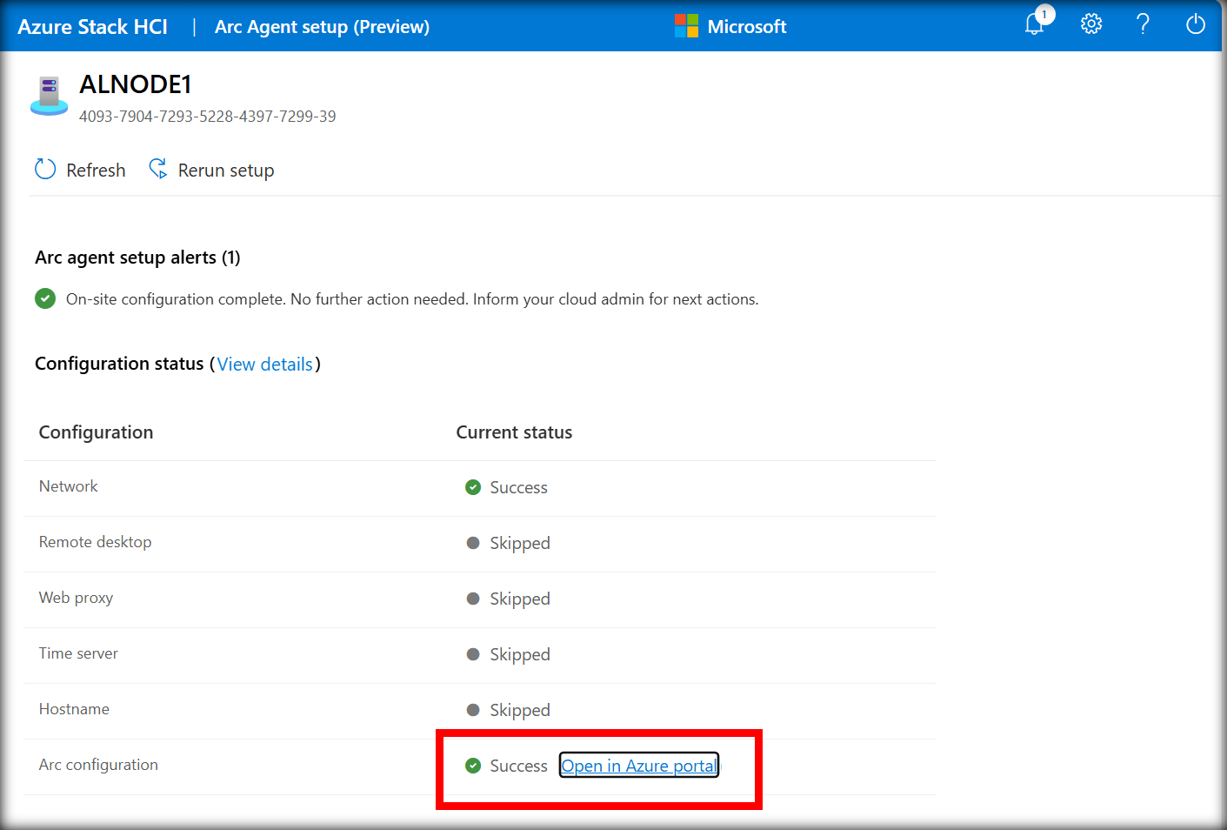 Azure Stack HCI | Arc Agent setup (Preview) Microsoft 1 ?
ALNODE1
4093-7904-7293-5228-4397-7299-39
Refresh Rerun setup
Arc agent setup alerts (1)
On-site configuration complete. No further action needed. Inform your cloud admin for next actions.
Configuration status (View details)
Configuration Current status
Network Success
Remote desktop Skipped
Web proxy Skipped
Time server Skipped
Hostname Skipped
Arc configuration Success Open in Azure portal